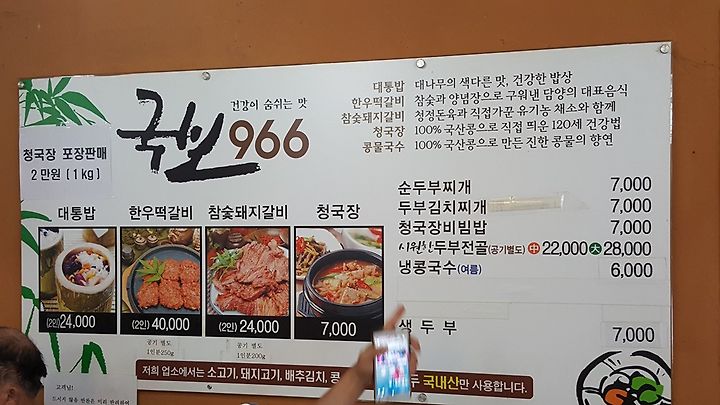 건강이 숨쉬는 맛
국보966
청국장 포장판매
2만원 (1kg)
대통밥 대나무의 색다른 맛, 건강한 밥상
한우떡갈비 참숯과 양념장으로 구워낸 담양의 대표음식
참숯돼지갈비 청정돈육과 직접가꾼 유기농 채소와 함께
청국장 100% 국산콩으로 직접 띄운 120세 건강법
콩물국수 100% 국산콩으로 만든 진한 콩물의 향연
대통밥 한우떡갈비 참숯돼지갈비 청국장
(2인)24,000 (2인) 40,000 (2인) 24,000 7,000
공기 별도 공기 별도
1인분250g 1인분200g
순두부찌개 7,000
두부김치찌개 7,000
청국장비빔밥 7,000
시원한두부전골(공기별도) 中 22,000 大 28,000
냉콩국수(여름) 6,000
생두부 7,000
저희 업소에서는 소고기, 돼지고기, 배추김치, 콩 두 국내산만 사용합니다.
고객님!